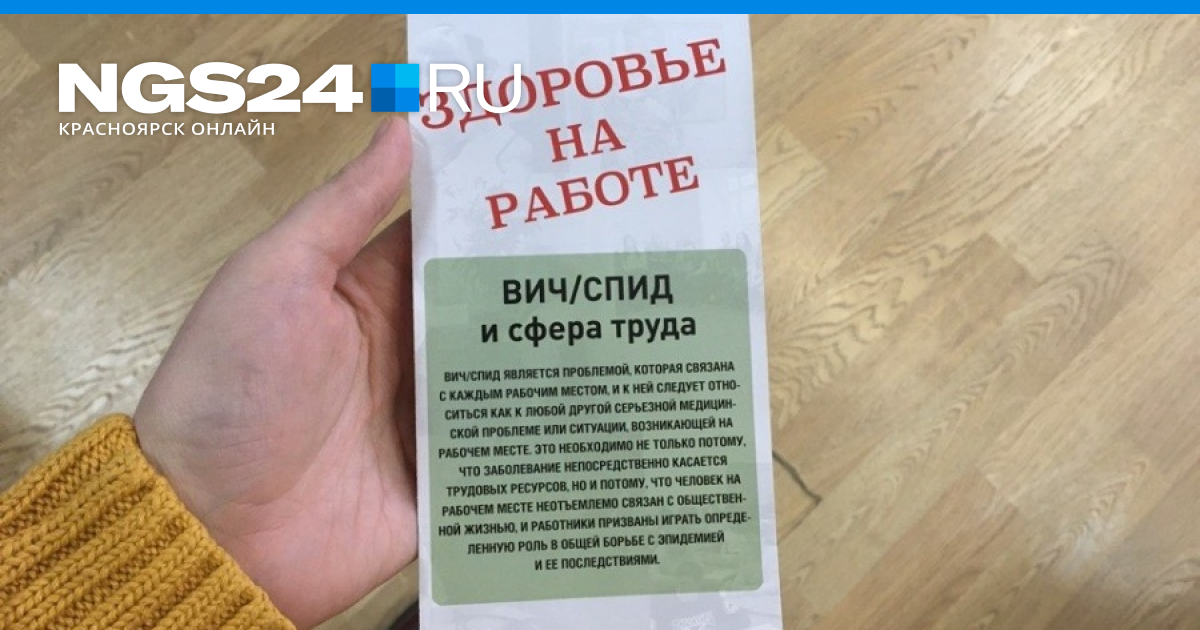 NGS24.RU
КРАСНОЯРСК ОНЛАЙН
ЗДОРОВЬЕ
НА
РАБОТЕ
ВИЧ/СПИД
и сфера труда
ВИЧ/СПИД ЯВЛЯЕТСЯ ПРОБЛЕМОЙ, КОТОРАЯ СВЯЗАНА
С КАЖДЫМ РАБОЧИМ МЕСТОМ, И К НЕЙ СЛЕДУЕТ ОТНО-
СИТЬСЯ КАК К ЛЮБОЙ ДРУГОЙ СЕРЬЕЗНОЙ МЕДИЦИН-
СКОЙ ПРОБЛЕМЕ ИЛИ СИТУАЦИИ, ВОЗНИКАЮЩЕЙ НА
РАБОЧЕМ МЕСТЕ. ЭТО НЕОБХОДИМО НЕ ТОЛЬКО ПОТОМУ,
ЧТО ЗАБОЛЕВАНИЕ НЕПОСРЕДСТВЕННО КАСАЕТСЯ
ТРУДОВЫХ РЕСУРСОВ, НО И ПОТОМУ, ЧТО ЧЕЛОВЕК НА
РАБОЧЕМ МЕСТЕ НЕОТЪЕМЛЕМО СВЯЗАН С ОБЩЕСТВЕН-
НОЙ ЖИЗНЬЮ, И РАБОТНИКИ ПРИЗВАНЫ ИГРАТЬ ОПРЕДЕ-
ЛЕННУЮ РОЛЬ В ОБЩЕЙ БОРЬБЕ С ЭПИДЕМИЕЙ
И ЕЕ ПОСЛЕДСТВИЯМИ.